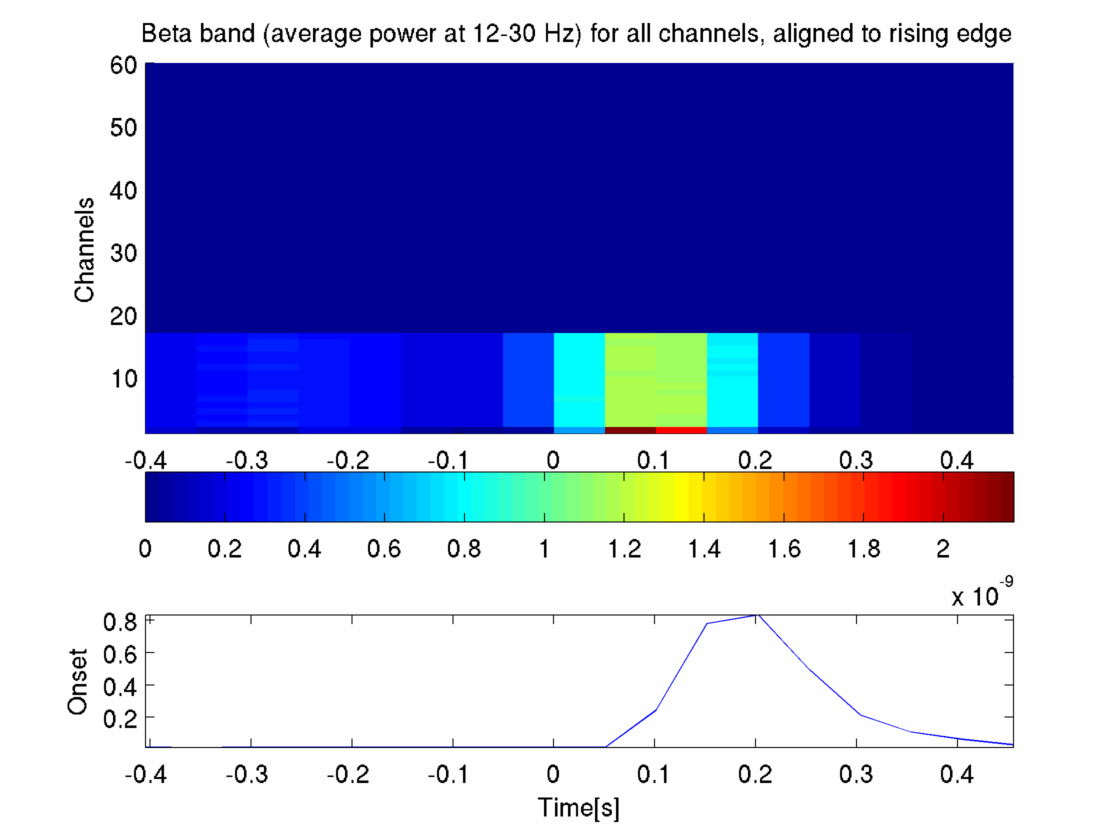 Beta band (average power at 12-30 Hz) for all channels, aligned to rising edge
60
50
40
30
20
10
Channels
-0.4 -0.3 -0.2 -0.1 0 0.1 0.2 0.3 0.4
0 0.2 0.4 0.6 0.8 1 1.2 1.4 1.6 1.8 2
x 10^-9
0.8
0.6
0.4
0.2
Onset
-0.4 -0.3 -0.2 -0.1 0 0.1 0.2 0.3 0.4
Time[s]